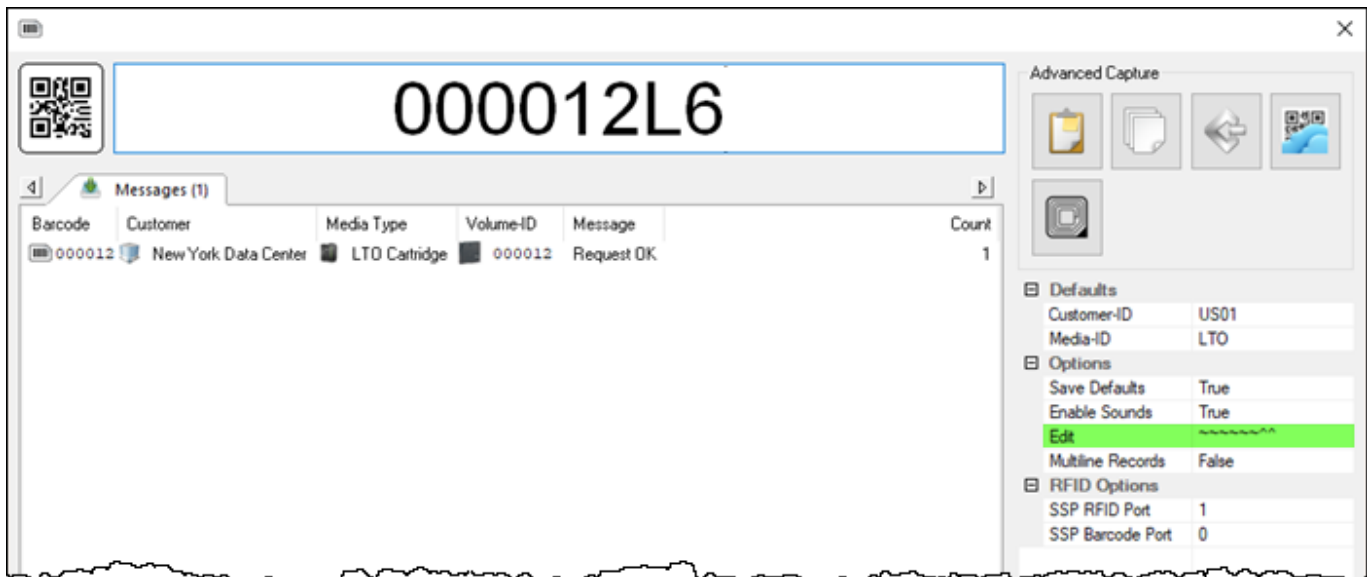 000012L6
Messages (1)
Barcode Customer Media Type Volume-ID Message Count
000012 New York Data Center LTO Cartridge 000012 Request OK 1
Advanced Capture
Defaults
Customer-ID US01
Media-ID LTO
Options
Save Defaults True
Enable Sounds True
Edit ~~~~~~^^
Multiline Records False
RFID Options
SSP RFID Port 1
SSP Barcode Port 0